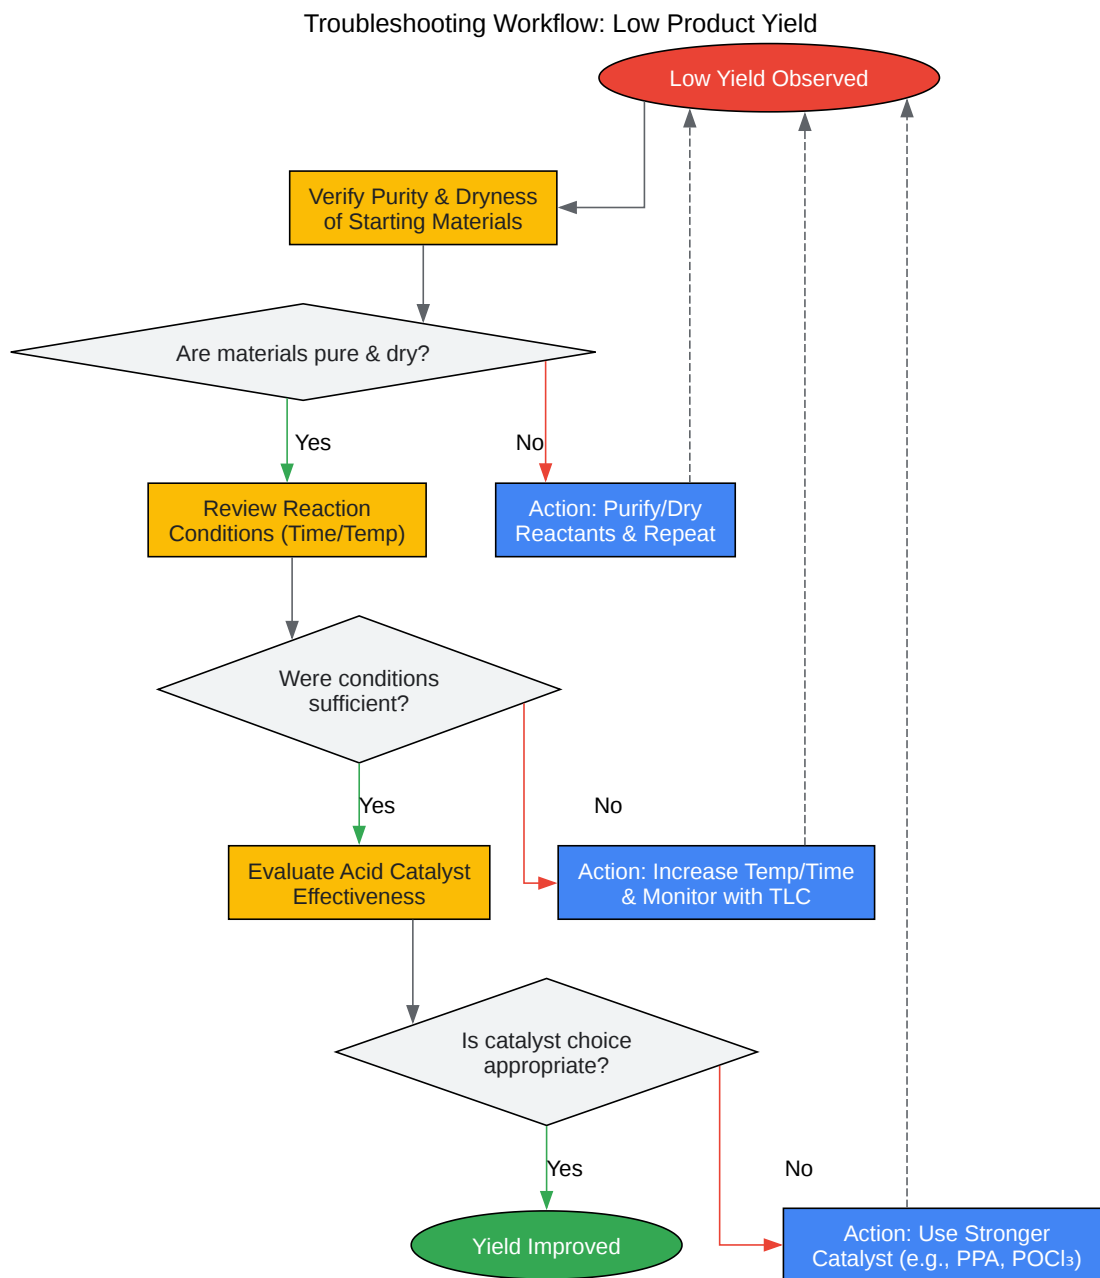 Troubleshooting Workflow: Low Product Yield
Low Yield Observed
Verify Purity & Dryness
of Starting Materials
Are materials pure & dry?
Yes
No
Review Reaction
Conditions (Time/Temp)
Action: Purify/Dry
Reactants & Repeat
Were conditions
sufficient?
Yes
No
Evaluate Acid Catalyst
Effectiveness
Action: Increase Temp/Time
& Monitor with TLC
Is catalyst choice
appropriate?
Yes
No
Yield Improved
Action: Use Stronger
Catalyst (e.g., PPA, POCl₃)